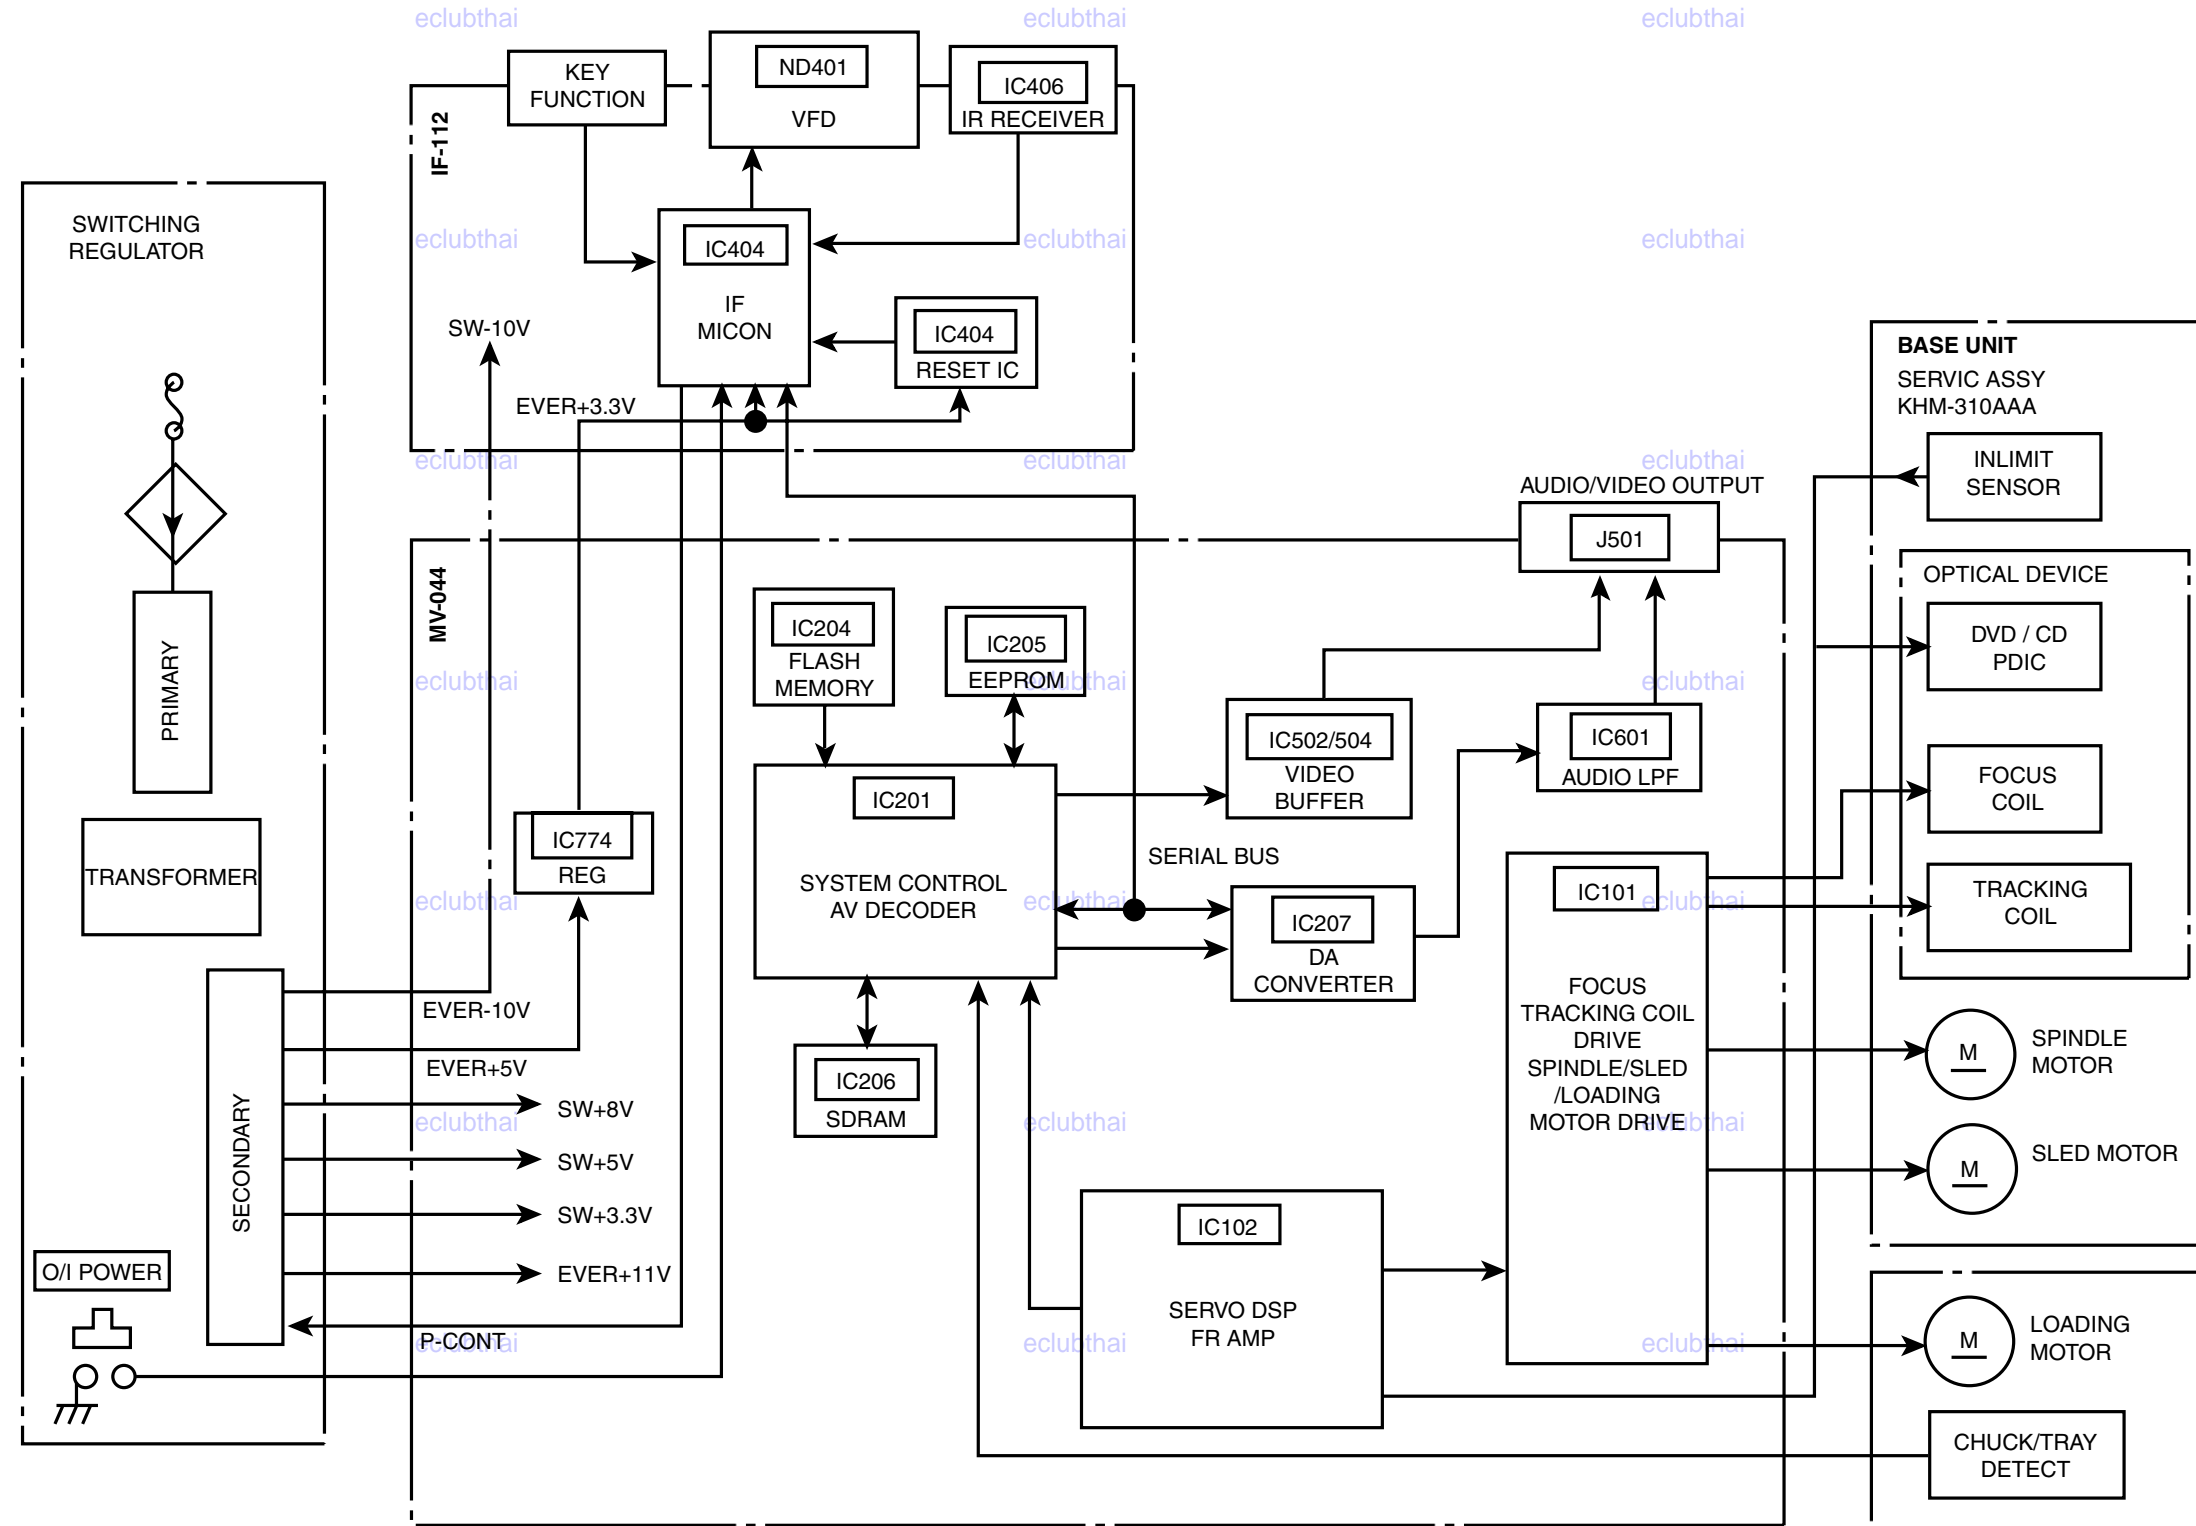 eclubthai eclubthai eclubthai
KEY
FUNCTION
ND401
VFD
IC406
IR RECEIVER
IF-112
SWITCHING
REGULATOR
eclubthai eclubthai eclubthai
IC404
IF
MICON
SW-10V
IC404
RESET IC
EVER+3.3V
BASE UNIT
SERVIC ASSY
KHM-310AAA
eclubthai eclubthai eclubthai
INLIMIT
SENSOR
AUDIO/VIDEO OUTPUT
J501
MV-044
OPTICAL DEVICE
PRIMARY
IC204
FLASH
MEMORY
IC205
EEPROM
DVD / CD
PDIC
eclubthai eclubthai eclubthai
IC502/504
VIDEO
BUFFER
IC601
AUDIO LPF
FOCUS
COIL
IC201
SYSTEM CONTROL
AV DECODER
IC774
REG
TRANSFORMER
SERIAL BUS
IC101
TRACKING
COIL
eclubthai eclubthai eclubthai
IC207
DA
CONVERTER
FOCUS
TRACKING COIL
DRIVE
SPINDLE/SLED
/LOADING
MOTOR DRIVE
EVER-10V
EVER+5V
SECONDARY
M
SPINDLE
MOTOR
IC206
SDRAM
SW+8V
eclubthai eclubthai eclubthai
SW+5V
M
SLED MOTOR
SW+3.3V
IC102
SERVO DSP
FR AMP
O/I POWER
EVER+11V
M
LOADING
MOTOR
P-CONT
eclubthai eclubthai eclubthai
CHUCK/TRAY
DETECT